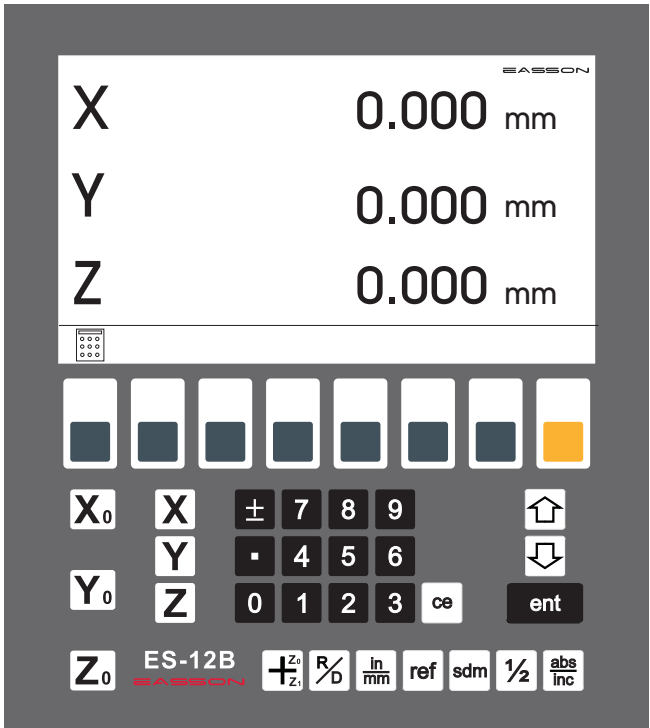 EASSON
X 0.000 mm
Y 0.000 mm
Z 0.000 mm
X0 X ± 7 8 9
Y . 4 5 6
Y0 Z 0 1 2 3 ce ent
Z0 ES-12B Z0 Z1 R/D in/mm ref sdm ½ abs/inc
EASSON